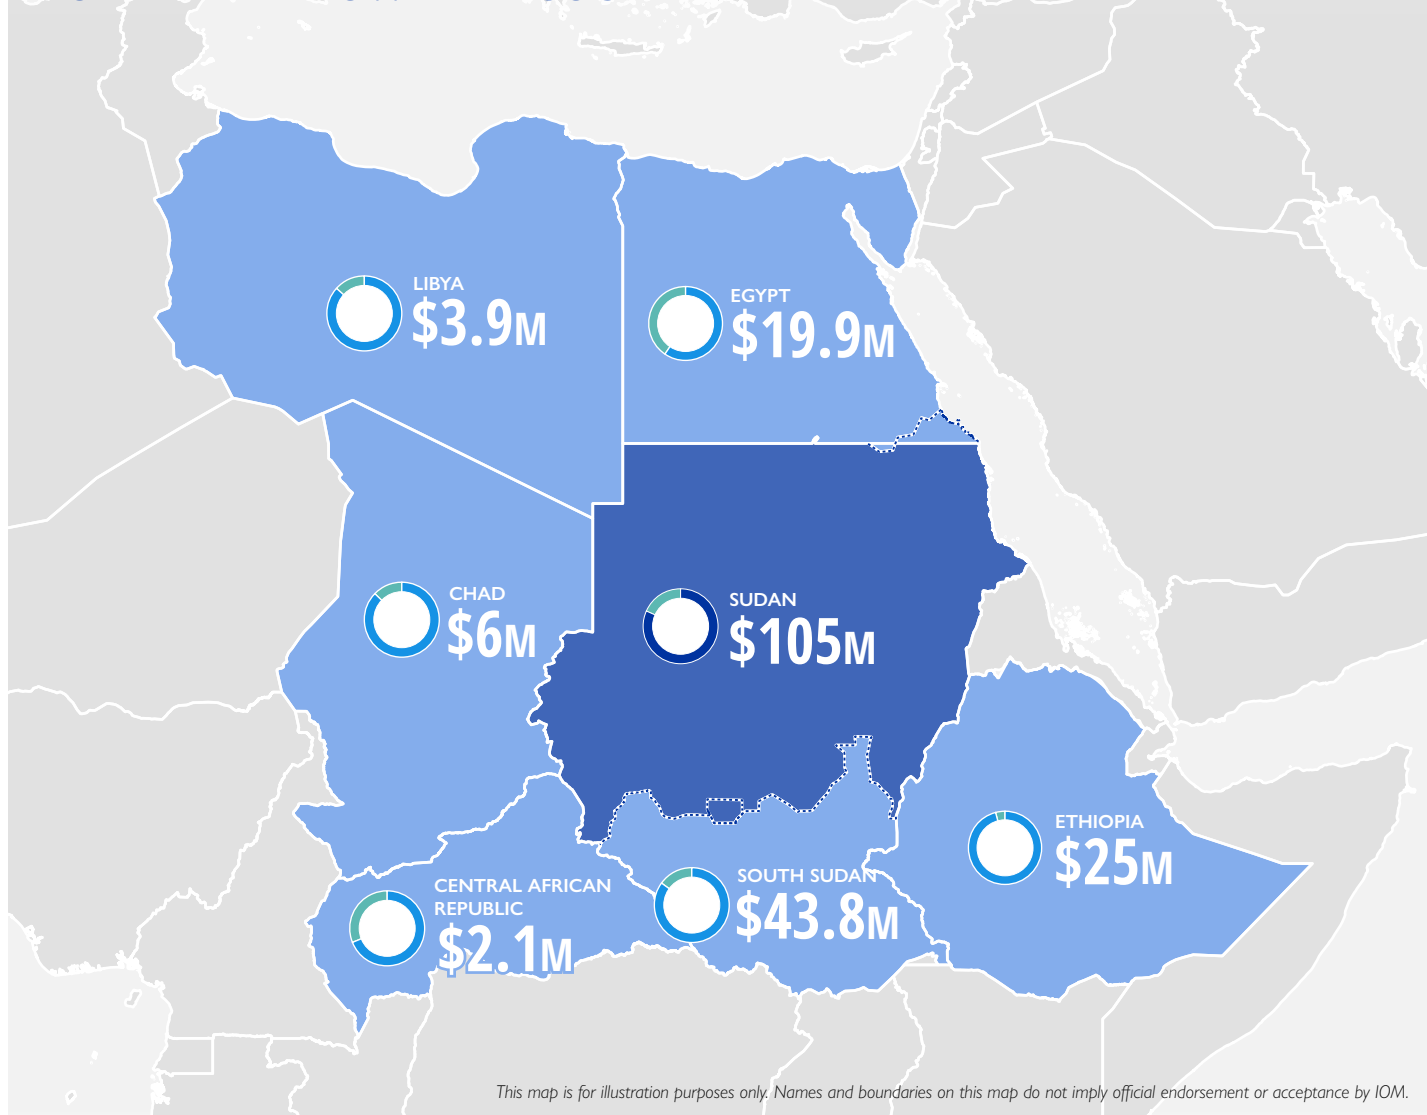 LIBYA
$3.9M
EGYPT
$19.9M
CHAD
$6M
SUDAN
$105M
ETHIOPIA
$25M
SOUTH SUDAN
$43.8M
CENTRAL AFRICAN
REPUBLIC
$2.1M
This map is for illustration purposes only. Names and boundaries on this map do not imply official endorsement or acceptance by IOM.